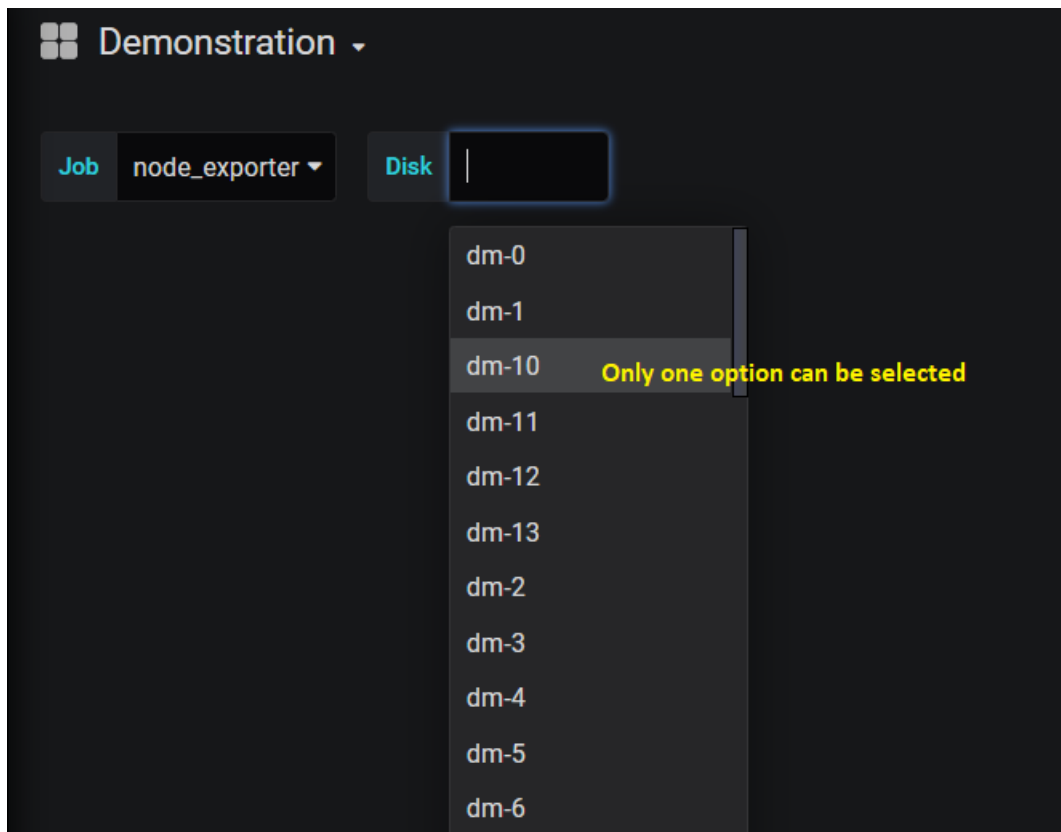 Demonstration
Job node_exporter Disk
dm-0
dm-1
dm-10 Only one option can be selected
dm-11
dm-12
dm-13
dm-2
dm-3
dm-4
dm-5
dm-6